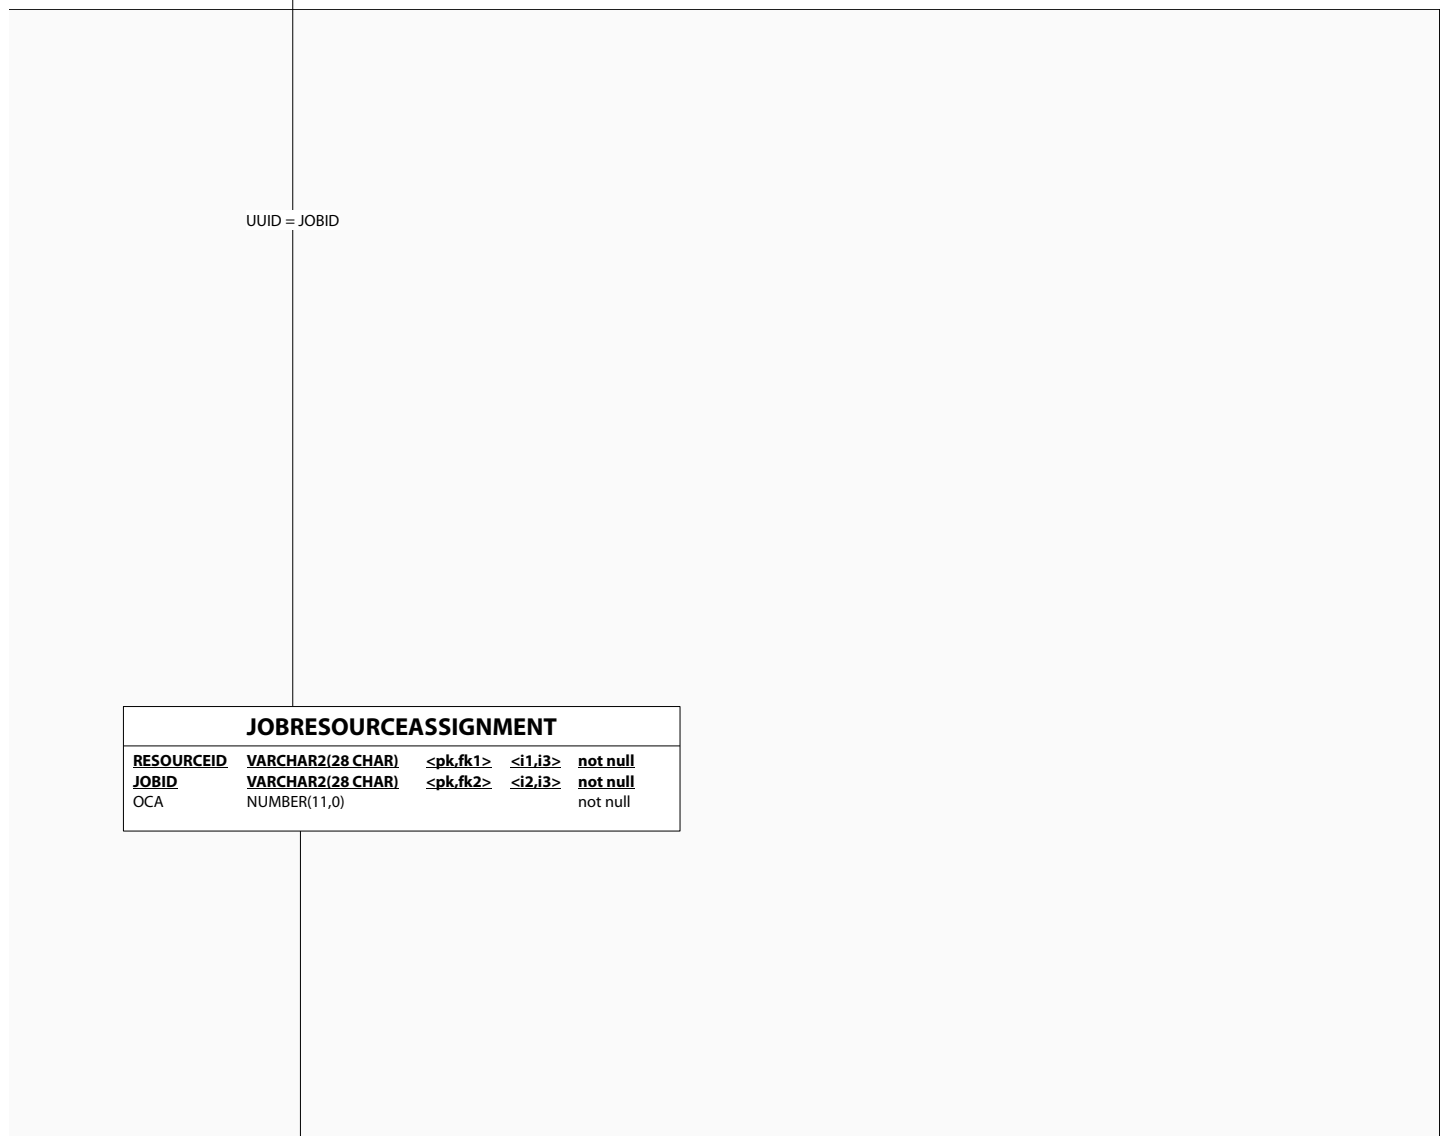 UUID = JOBID
JOBRESOURCEASSIGNMENT
RESOURCEID VARCHAR2(28 CHAR) <pk,fk1> <i1,i3> not null
JOBID VARCHAR2(28 CHAR) <pk,fk2> <i2,i3> not null
OCA NUMBER(11,0) not null